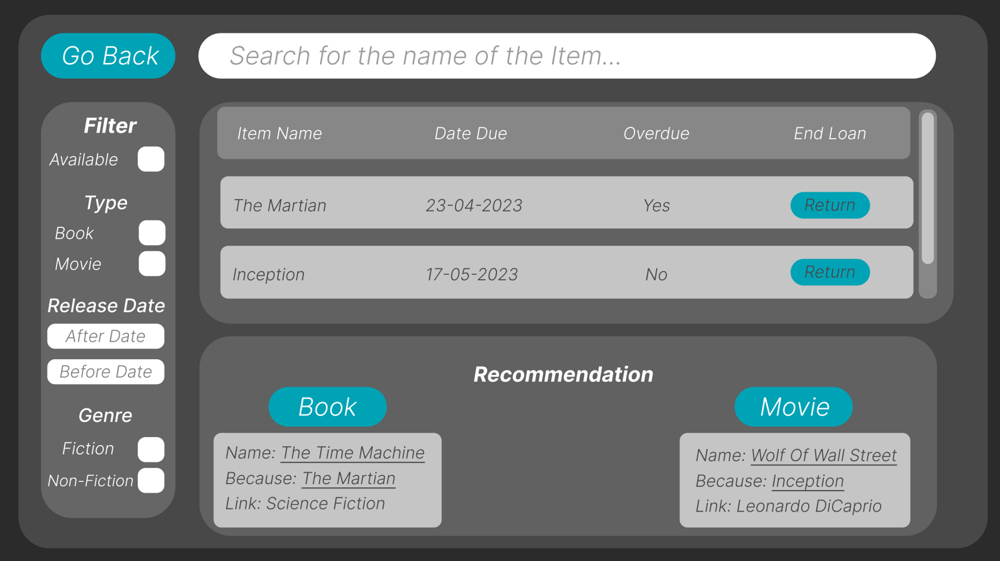 Go Back
Search for the name of the Item...
Filter
Available
Type
Book
Movie
Release Date
After Date
Before Date
Genre
Fiction
Non-Fiction
Item Name Date Due Overdue End Loan
The Martian 23-04-2023 Yes Return
Inception 17-05-2023 No Return
Recommendation
Book
Name: The Time Machine
Because: The Martian
Link: Science Fiction
Movie
Name: Wolf Of Wall Street
Because: Inception
Link: Leonardo DiCaprio